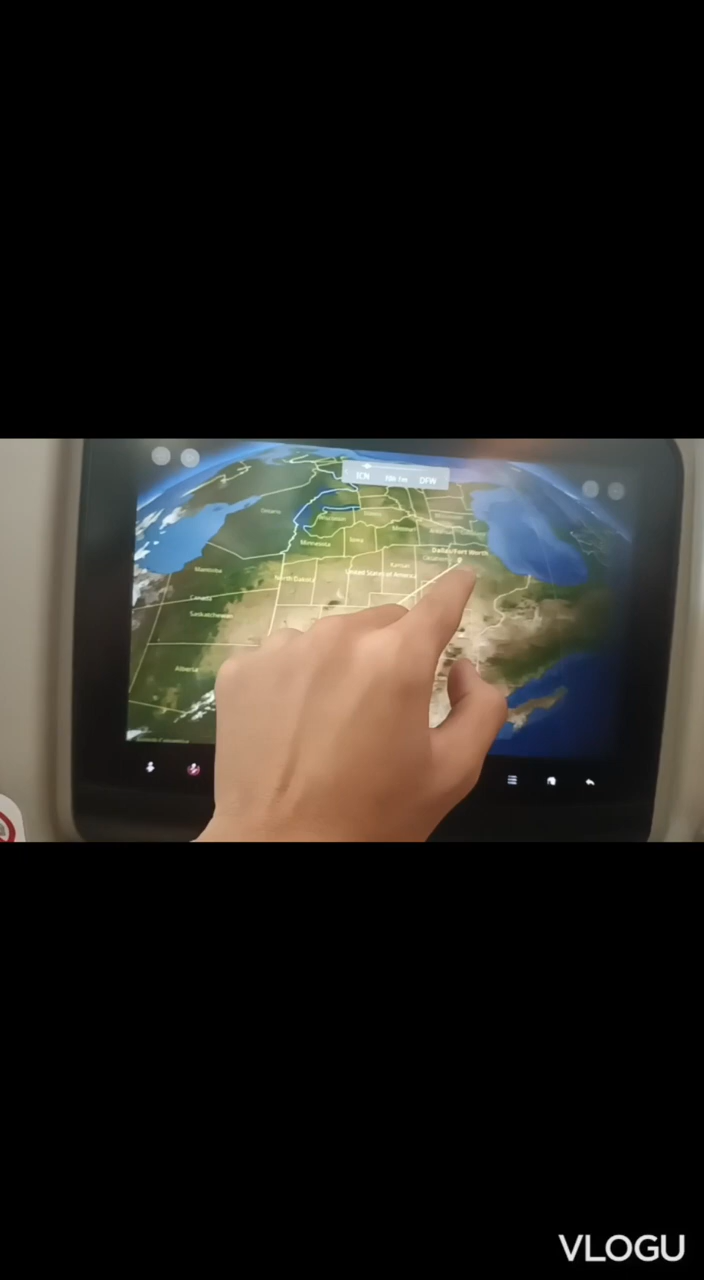 ICN
DFW
Ontario
Minnesota
Iowa
Dallas/Fort Worth
Kansas
United States of America
North Dakota
Manitoba
Canada
Saskatchewan
Alberta
VLOGU